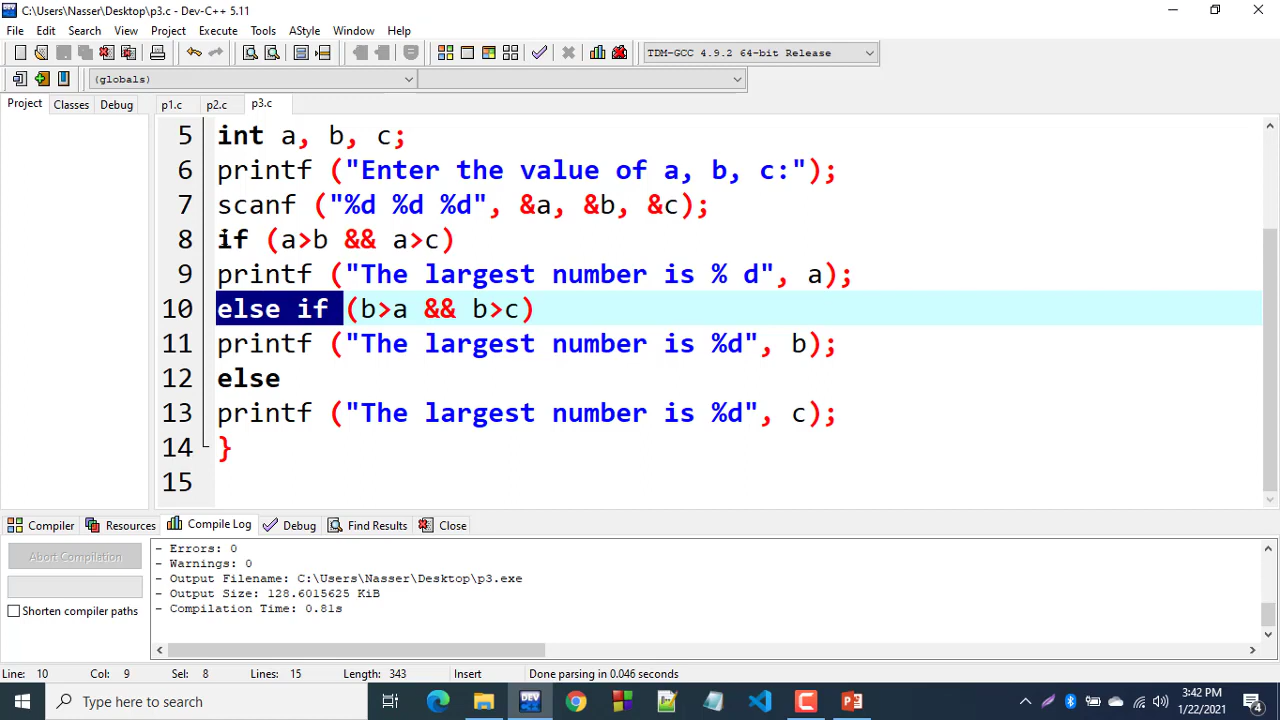 C:\Users\Nasser\Desktop\p3.c - Dev-C++ 5.11
File Edit Search View Project Execute Tools AStyle Window Help
TDM-GCC 4.9.2 64-bit Release
(globals)
Project Classes Debug p1.c p2.c p3.c
5 int a, b, c;
6 printf ("Enter the value of a, b, c:");
7 scanf ("%d %d %d", &a, &b, &c);
8 if (a>b && a>c)
9 printf ("The largest number is % d", a);
10 else if (b>a && b>c)
11 printf ("The largest number is %d", b);
12 else
13 printf ("The largest number is %d", c);
14 }
15
Compiler Resources Compile Log Debug Find Results Close
Abort Compilation
Shorten compiler paths
- Errors: 0
- Warnings: 0
- Output Filename: C:\Users\Nasser\Desktop\p3.exe
- Output Size: 128.6015625 KiB
- Compilation Time: 0.81s
Line: 10 Col: 9 Sel: 8 Lines: 15 Length: 343 Insert Done parsing in 0.046 seconds
Type here to search
DEV
3:42 PM
1/22/2021
4